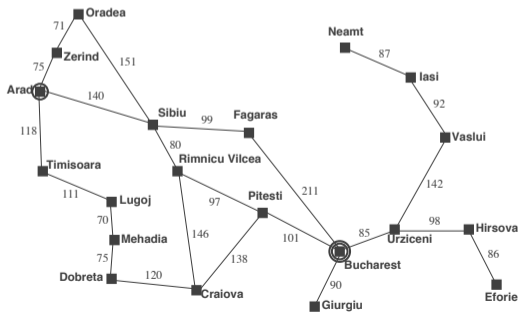 Oradea
71
Neamt
Zerind
87
75
151
Iasi
Arad
140
92
Sibiu
Fagaras
99
118
Vaslui
80
Timisoara
Rimnicu Vilcea
111
211
142
Lugoj
97
Pitesti
70
98
Hirsova
85
146
101
Urziceni
Mehadia
138
86
75
Bucharest
120
90
Dobreta
Craiova
Eforie
Giurgiu